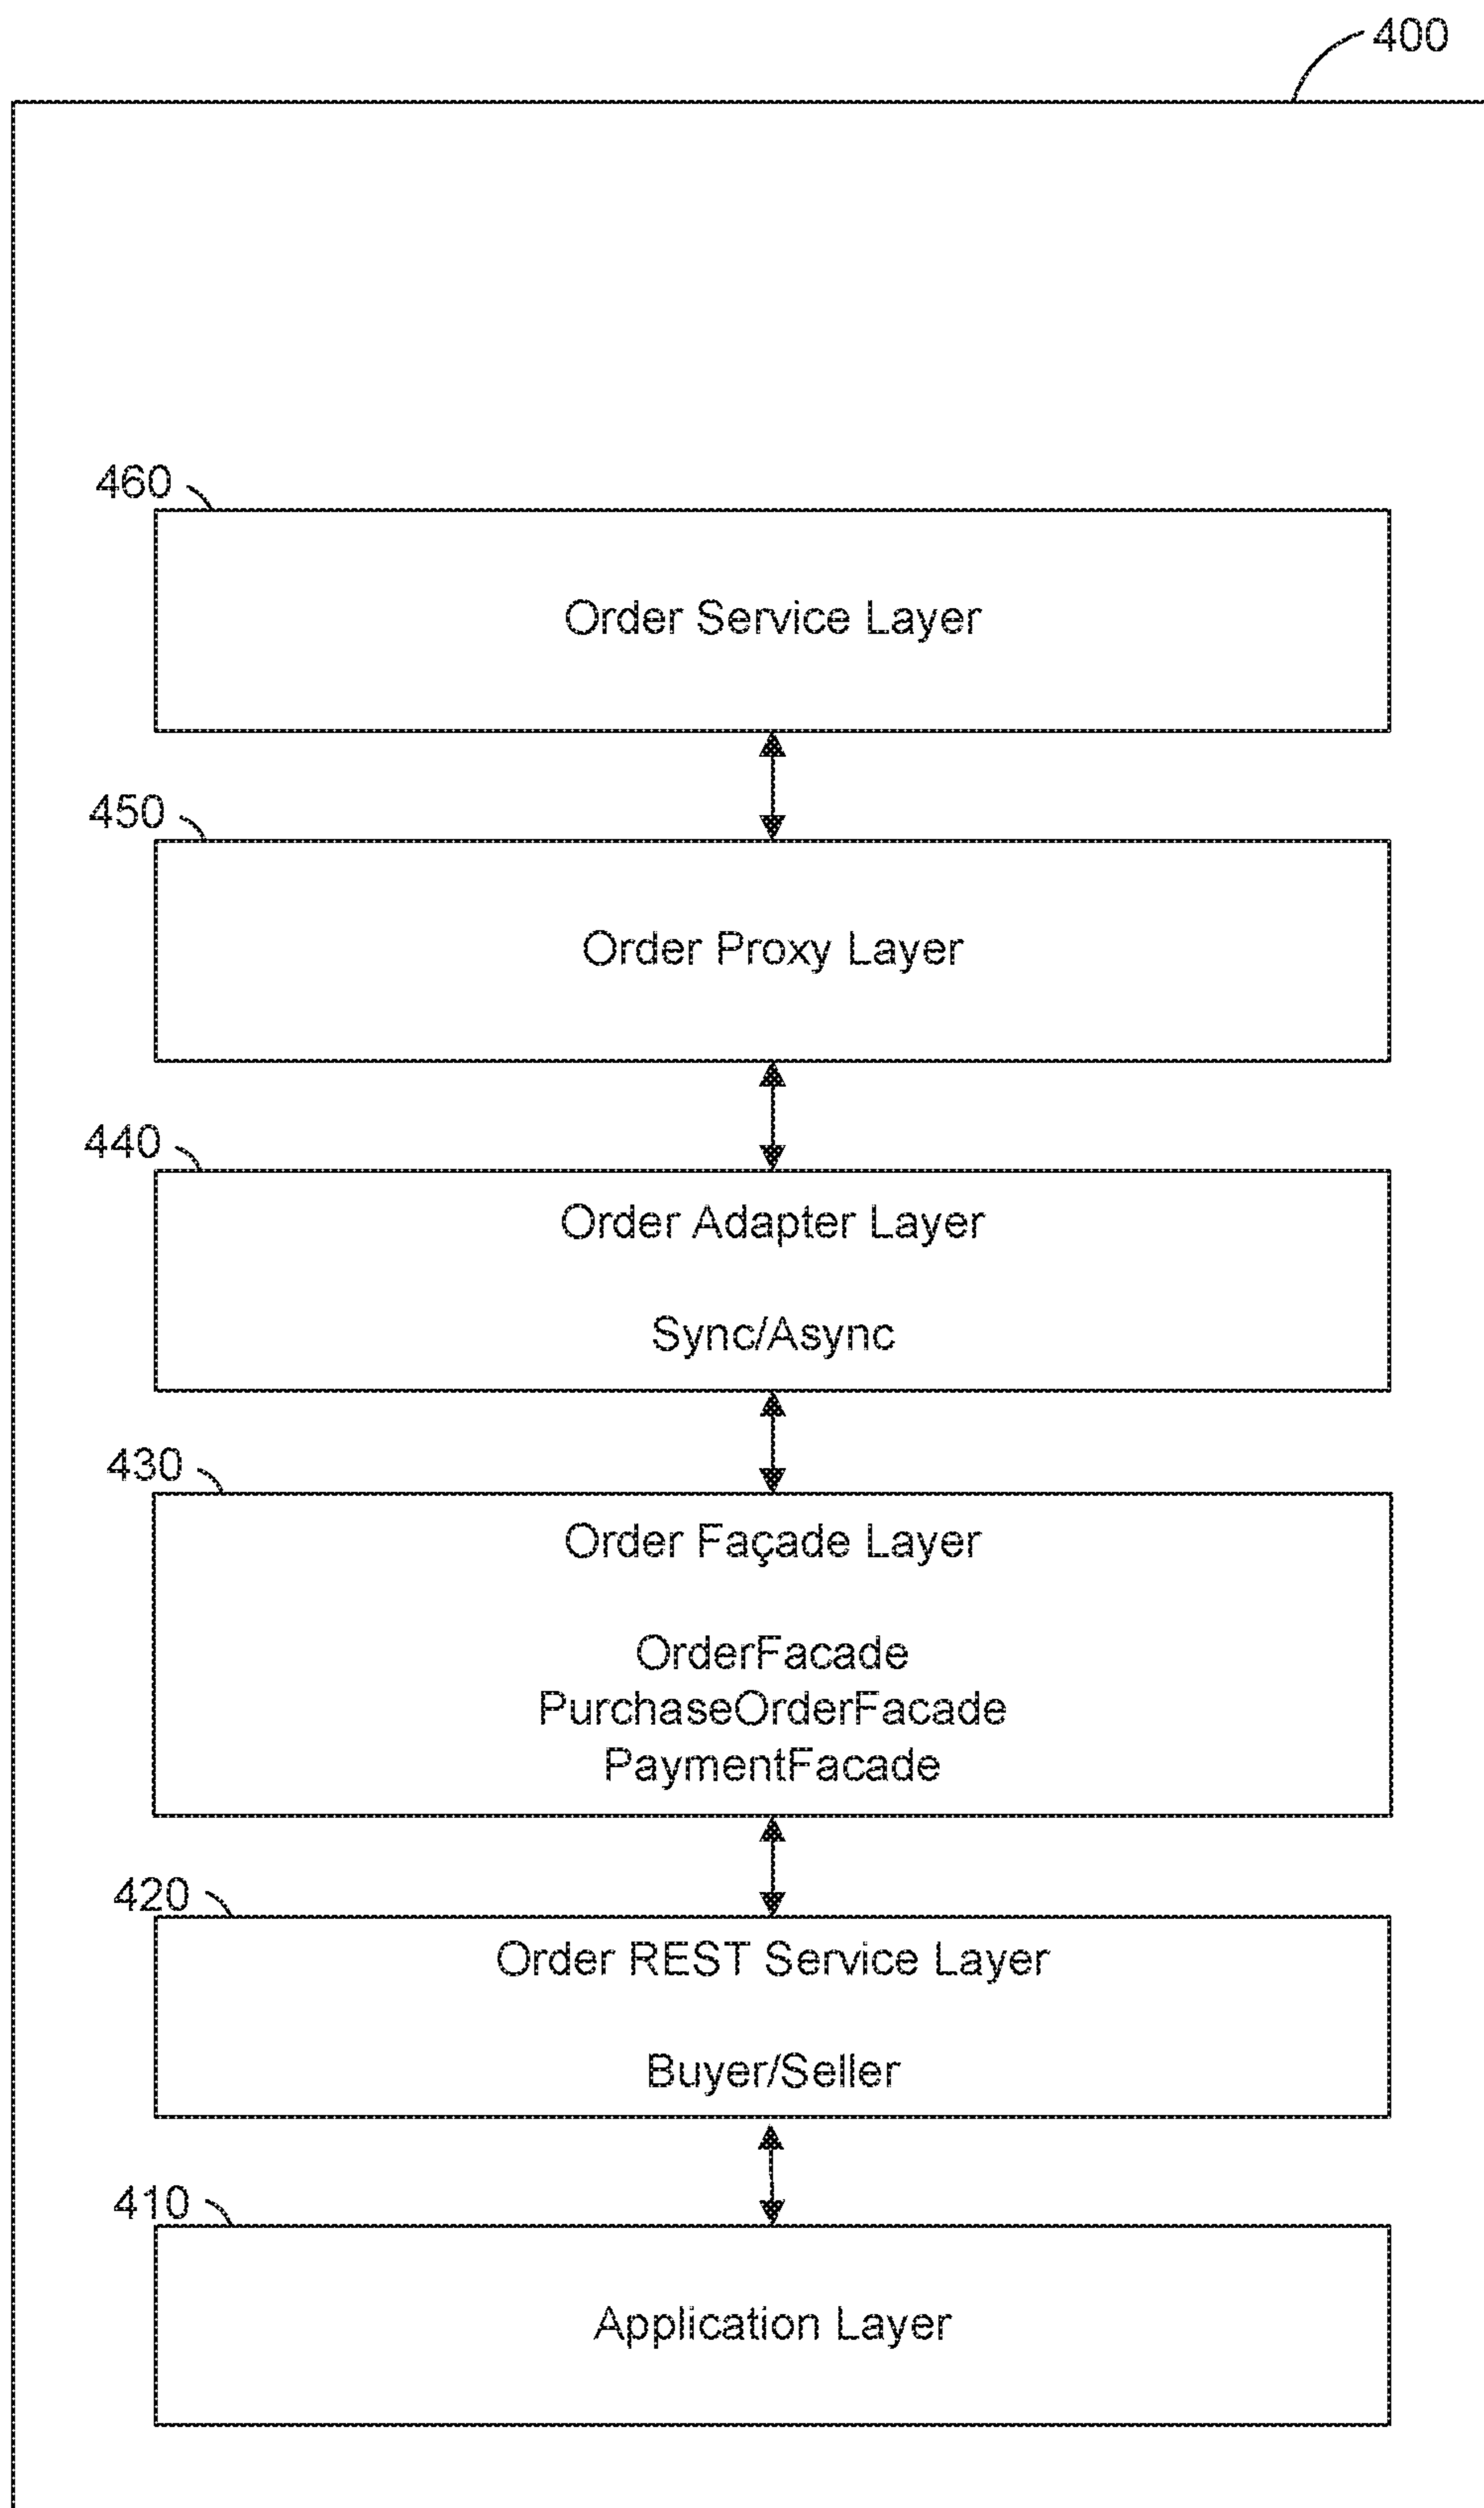 400
460
Order Service Layer
450
Order Proxy Layer
440
Order Adapter Layer
Sync/Async
430
Order Façade Layer
OrderFacade
PurchaseOrderFacade
PaymentFacade
420
Order REST Service Layer
Buyer/Seller
410
Application Layer